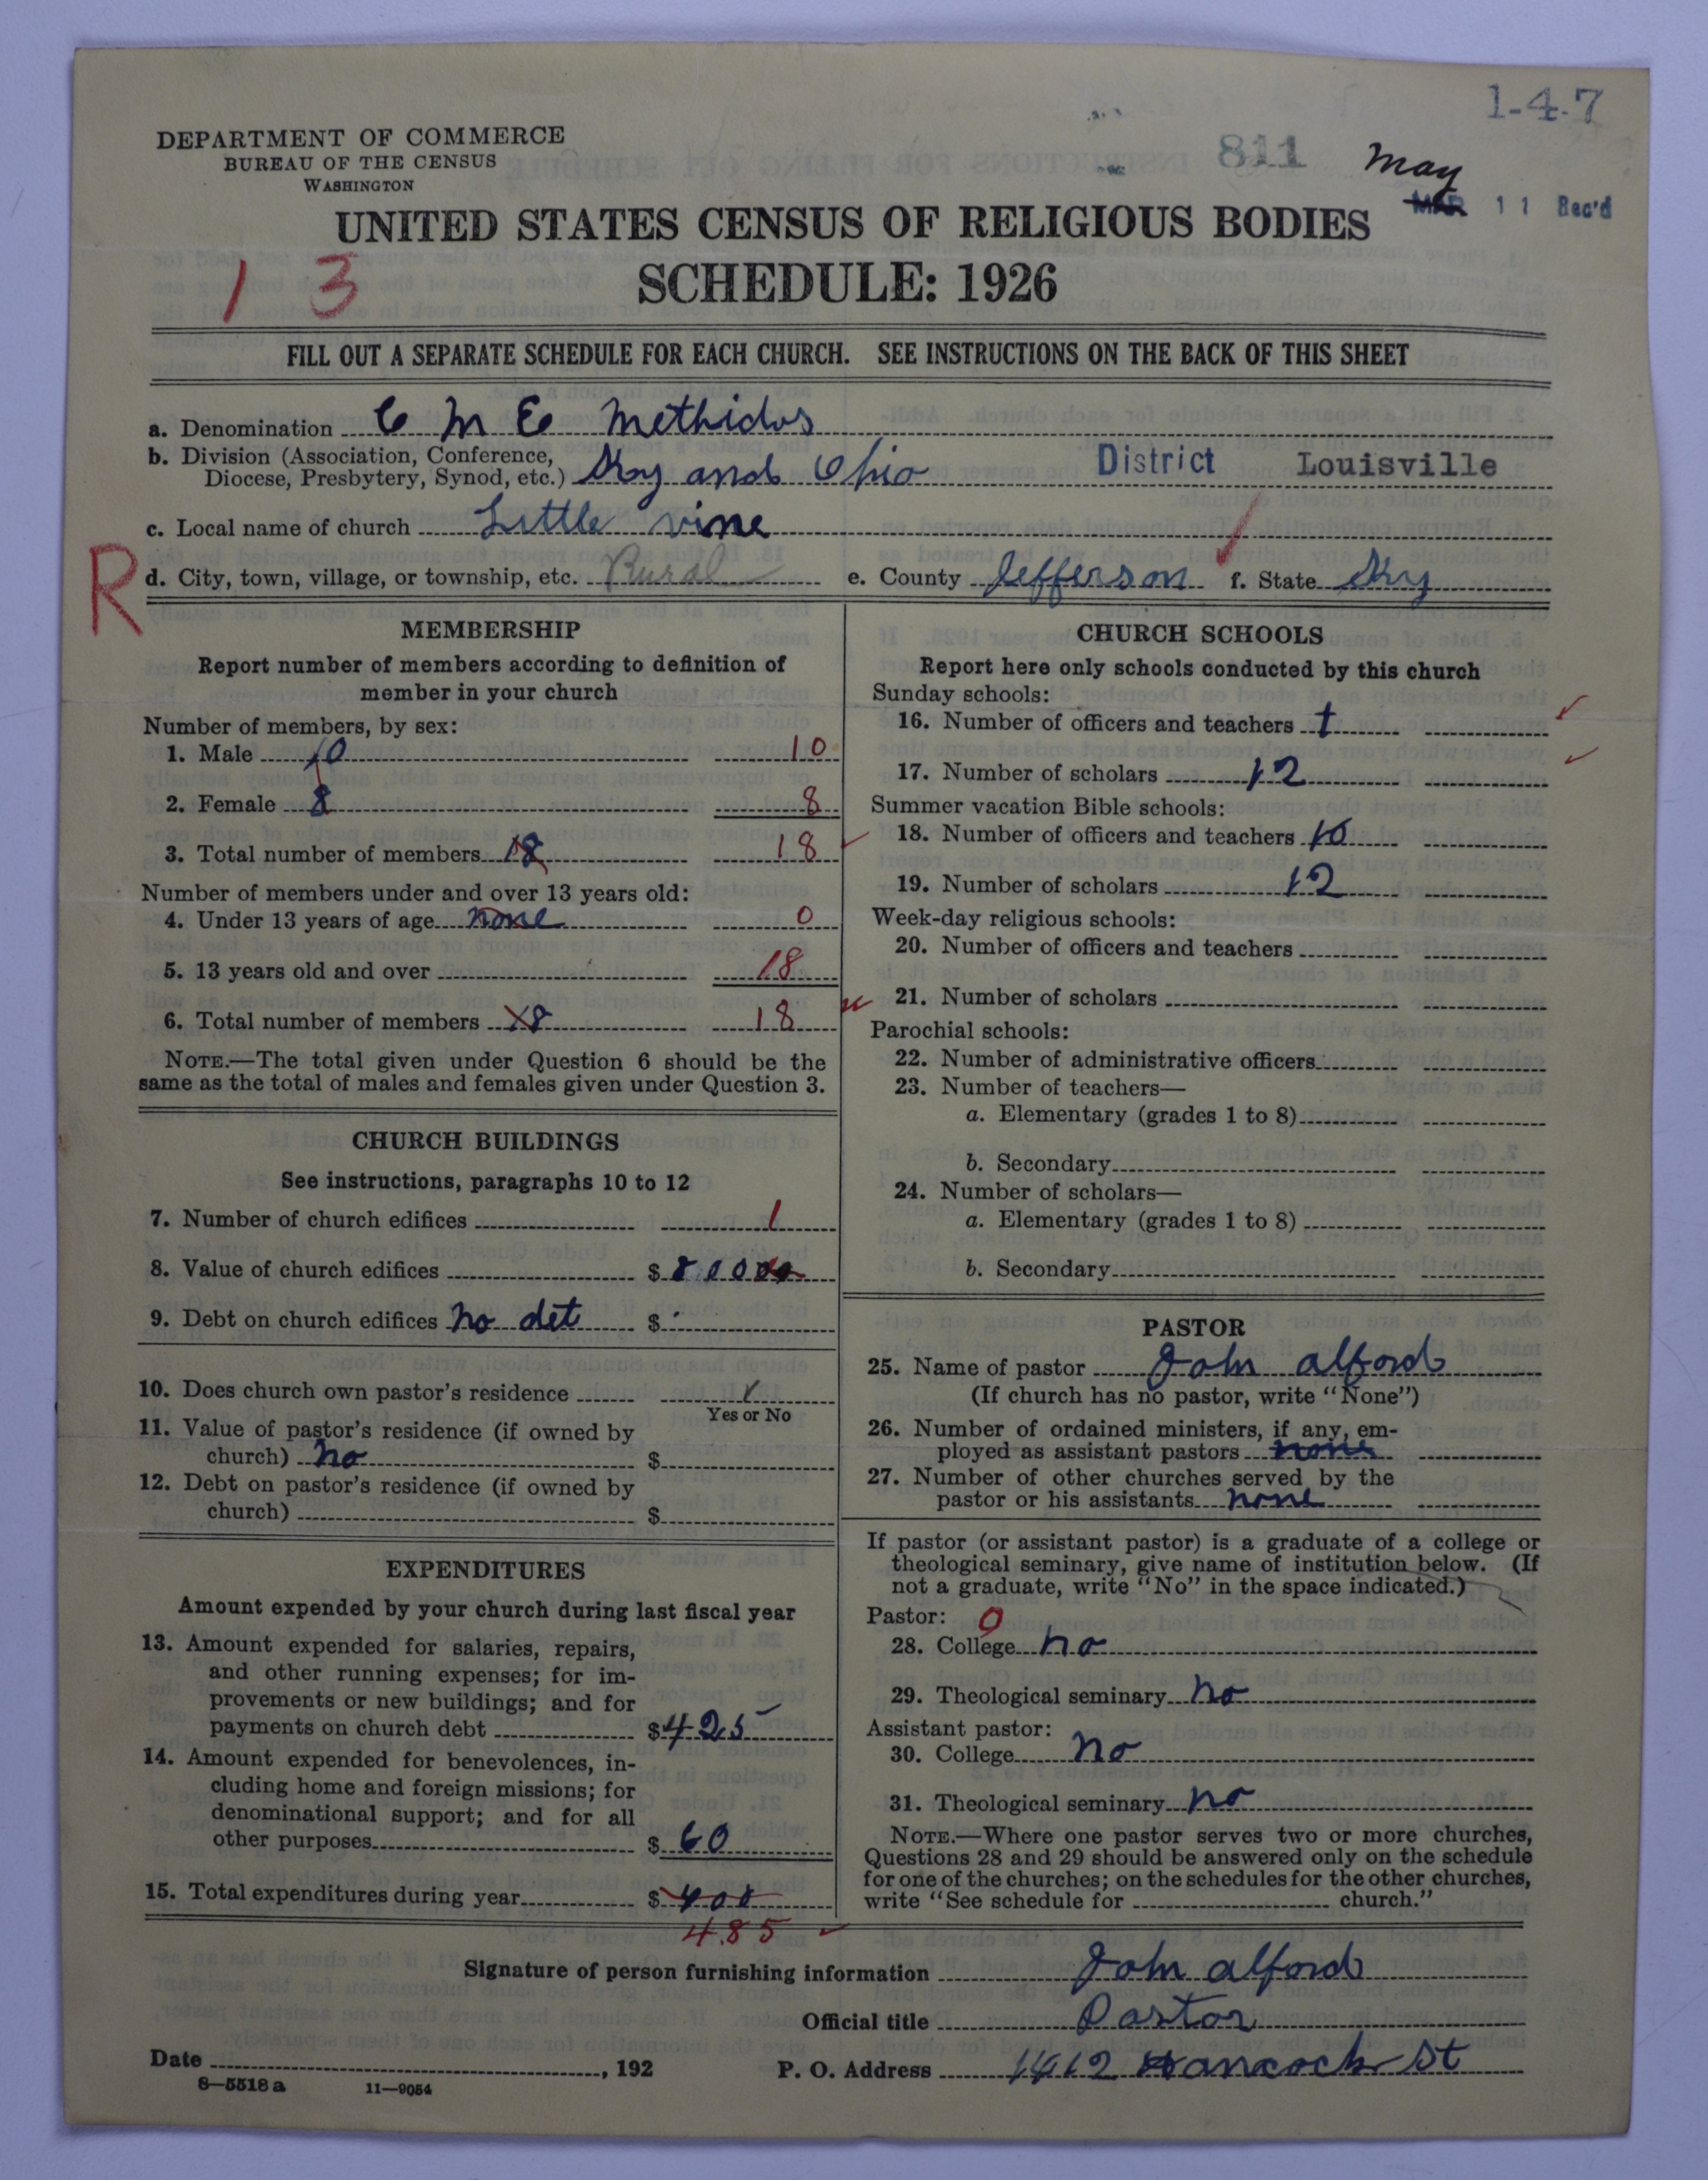 1-4-7
DEPARTMENT OF COMMERCE
BUREAU OF THE CENSUS
WASHINGTON
811
May
MAR 11 Rec'd
UNITED STATES CENSUS OF RELIGIOUS BODIES
SCHEDULE: 1926
1 3
FILL OUT A SEPARATE SCHEDULE FOR EACH CHURCH. SEE INSTRUCTIONS ON THE BACK OF THIS SHEET
a. Denomination C M E Methidos
b. Division (Association, Conference,
Diocese, Presbytery, Synod, etc.) Ky and Ohio District Louisville
c. Local name of church Little vine
R
d. City, town, village, or township, etc. Rural e. County Jefferson f. State Ky
MEMBERSHIP
Report number of members according to definition of
member in your church
Number of members, by sex:
1. Male 10 10
2. Female 8 8
3. Total number of members 18 18
Number of members under and over 13 years old:
4. Under 13 years of age none 0
5. 13 years old and over 18
6. Total number of members 18 18
NOTE.—The total given under Question 6 should be the
same as the total of males and females given under Question 3.
CHURCH BUILDINGS
See instructions, paragraphs 10 to 12
7. Number of church edifices 1
8. Value of church edifices $ 80000
9. Debt on church edifices no det $
10. Does church own pastor's residence
Yes or No
11. Value of pastor's residence (if owned by
church) no $
12. Debt on pastor's residence (if owned by
church) $
EXPENDITURES
Amount expended by your church during last fiscal year
13. Amount expended for salaries, repairs,
and other running expenses; for im-
provements or new buildings; and for
payments on church debt $ 425
14. Amount expended for benevolences, in-
cluding home and foreign missions; for
denominational support; and for all
other purposes $ 60
15. Total expenditures during year $ 400
485
CHURCH SCHOOLS
Report here only schools conducted by this church
Sunday schools:
16. Number of officers and teachers
17. Number of scholars 12
Summer vacation Bible schools:
18. Number of officers and teachers 10
19. Number of scholars 12
Week-day religious schools:
20. Number of officers and teachers
21. Number of scholars
Parochial schools:
22. Number of administrative officers
23. Number of teachers—
a. Elementary (grades 1 to 8)
b. Secondary
24. Number of scholars—
a. Elementary (grades 1 to 8)
b. Secondary
PASTOR
25. Name of pastor John alford
(If church has no pastor, write "None")
26. Number of ordained ministers, if any, em-
ployed as assistant pastors none
27. Number of other churches served by the
pastor or his assistants none
If pastor (or assistant pastor) is a graduate of a college or
theological seminary, give name of institution below. (If
not a graduate, write "No" in the space indicated.)
Pastor: 0
28. College no
29. Theological seminary no
Assistant pastor:
30. College no
31. Theological seminary no
NOTE.—Where one pastor serves two or more churches,
Questions 28 and 29 should be answered only on the schedule
for one of the churches; on the schedules for the other churches,
write "See schedule for church."
Signature of person furnishing information John alford
Official title Pastor
Date , 192 P. O. Address 1412 Hancock St
8—5518 a 11—9054